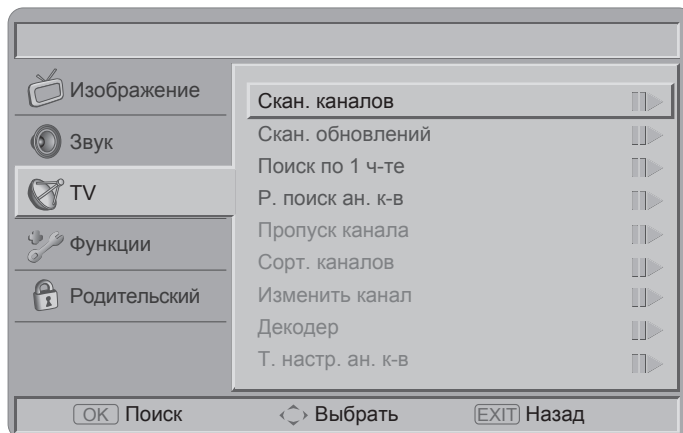 Изображение
Звук
TV
Функции
Родительский
Скан. каналов
Скан. обновлений
Поиск по 1 ч-те
Р. поиск ан. к-в
Пропуск канала
Сорт. каналов
Изменить канал
Декодер
Т. настр. ан. к-в
OK Поиск Выбрать EXIT Назад